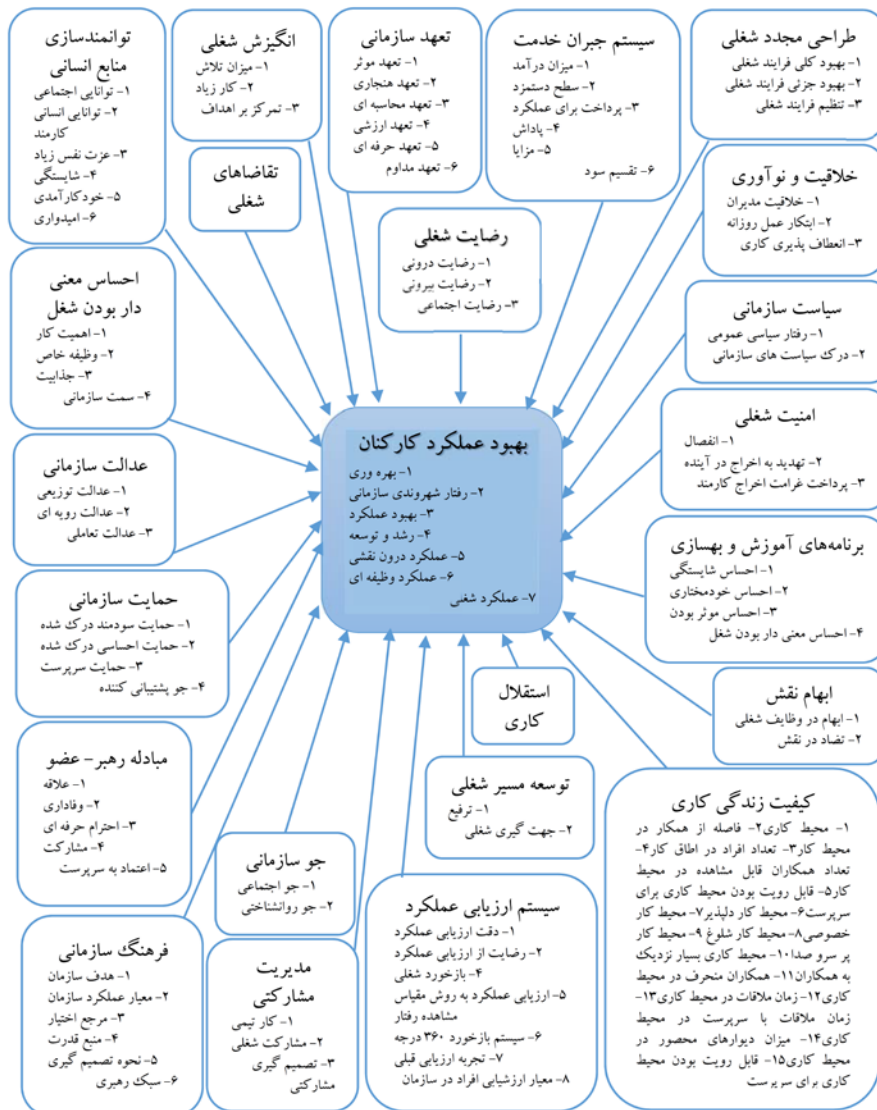 طراحی مجدد شغلی
۱- بهبود کلی فرایند شغلی
۲- بهبود جزئی فرایند شغلی
۳- تنظیم فرایند شغلی
سیستم جبران خدمت
۱- میزان درآمد
۲- سطح دستمزد
۳- پرداخت برای عملکرد
۴- پاداش
۵- مزایا
۶- تقسیم سود
تعهد سازمانی
۱- تعهد موثر
۲- تعهد هنجاری
۳- تعهد محاسبه ای
۴- تعهد ارزشی
۵- تعهد حرفه ای
۶- تعهد مداوم
انگیزش شغلی
۱- میزان تلاش
۲- کار زیاد
۳- تمرکز بر اهداف
توانمندسازی
منابع انسانی
۱- توانایی اجتماعی
۲- توانایی انسانی
کارمند
۳- عزت نفس زیاد
۴- شایستگی
۵- خودکارآمدی
۶- امیدواری
تقاضاهای
شغلی
خلاقیت و نوآوری
۱- خلاقیت مدیران
۲- ابتکار عمل روزانه
۳- انعطاف پذیری کاری
رضایت شغلی
۱- رضایت درونی
۲- رضایت بیرونی
۳- رضایت اجتماعی
احساس معنی
دار بودن شغل
۱- اهمیت کار
۲- وظیفه خاص
۳- جذابیت
۴- سمت سازمانی
سیاست سازمانی
۱- رفتار سیاسی عمومی
۲- درک سیاست های سازمانی
امنیت شغلی
۱- انفصال
۲- تهدید به اخراج در آینده
۳- پرداخت غرامت اخراج کارمند
بهبود عملکرد کارکنان
۱- بهره وری
۲- رفتار شهروندی سازمانی
۳- بهبود عملکرد
۴- رشد و توسعه
۵- عملکرد درون نقشی
۶- عملکرد وظیفه ای
۷- عملکرد شغلی
عدالت سازمانی
۱- عدالت توزیعی
۲- عدالت رویه ای
۳- عدالت تعاملی
برنامه‌های آموزش و بهسازی
۱- احساس شایستگی
۲- احساس خودمختاری
۳- احساس موثر بودن
۴- احساس معنی دار بودن شغل
حمایت سازمانی
۱- حمایت سودمند درک شده
۲- حمایت احساسی درک شده
۳- حمایت سرپرست
۴- جو پشتیبانی کننده
ابهام نقش
۱- ابهام در وظایف شغلی
۲- تضاد در نقش
استقلال
کاری
مبادله رهبر- عضو
۱- علاقه
۲- وفاداری
۳- احترام حرفه ای
۴- مشارکت
۵- اعتماد به سرپرست
توسعه مسیر شغلی
۱- ترفیع
۲- جهت گیری شغلی
کیفیت زندگی کاری
۱- محیط کاری۲- فاصله از همکار در
محیط کار۳- تعداد افراد در اطاق کار۴-
تعداد همکاران قابل مشاهده در محیط
کار۵- قابل رویت بودن محیط کاری برای
سرپرست۶- محیط کار دلپذیر۷- محیط کار
خصوصی۸- محیط کار شلوغ ۹- محیط کار
پر سرو صدا۱۰- محیط کاری بسیار نزدیک
به همکاران۱۱- همکاران منحرف در محیط
کاری۱۲- زمان ملاقات در محیط کاری۱۳-
زمان ملاقات با سرپرست در محیط
کاری۱۴- میزان دیوارهای محصور در
محیط کاری۱۵- قابل رویت بودن محیط
کاری برای سرپرست
جو سازمانی
۱- جو اجتماعی
۲- جو روانشناختی
سیستم ارزیابی عملکرد
۱- دقت ارزیابی عملکرد
۲- رضایت از ارزیابی عملکرد
۴- بازخورد شغلی
۵- ارزیابی عملکرد به روش مقیاس
مشاهده رفتار
۶- سیستم بازخورد ۳۶۰ درجه
۷- تجربه ارزیابی قبلی
۸- معیار ارزشیابی افراد در سازمان
مدیریت
مشارکتی
۱- کار تیمی
۲- مشارکت شغلی
۳- تصمیم گیری
مشارکتی
فرهنگ سازمانی
۱- هدف سازمان
۲- معیار عملکرد سازمان
۳- مرجع اختیار
۴- منبع قدرت
۵- نحوه تصمیم گیری
۶- سبک رهبری